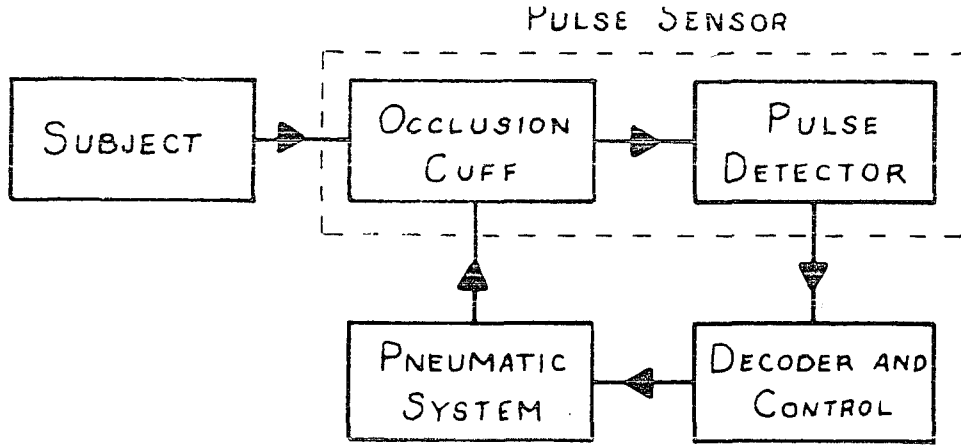 PULSE SENSOR
SUBJECT
OCCLUSION
CUFF
PULSE
DETECTOR
PNEUMATIC
SYSTEM
DECODER AND
CONTROL